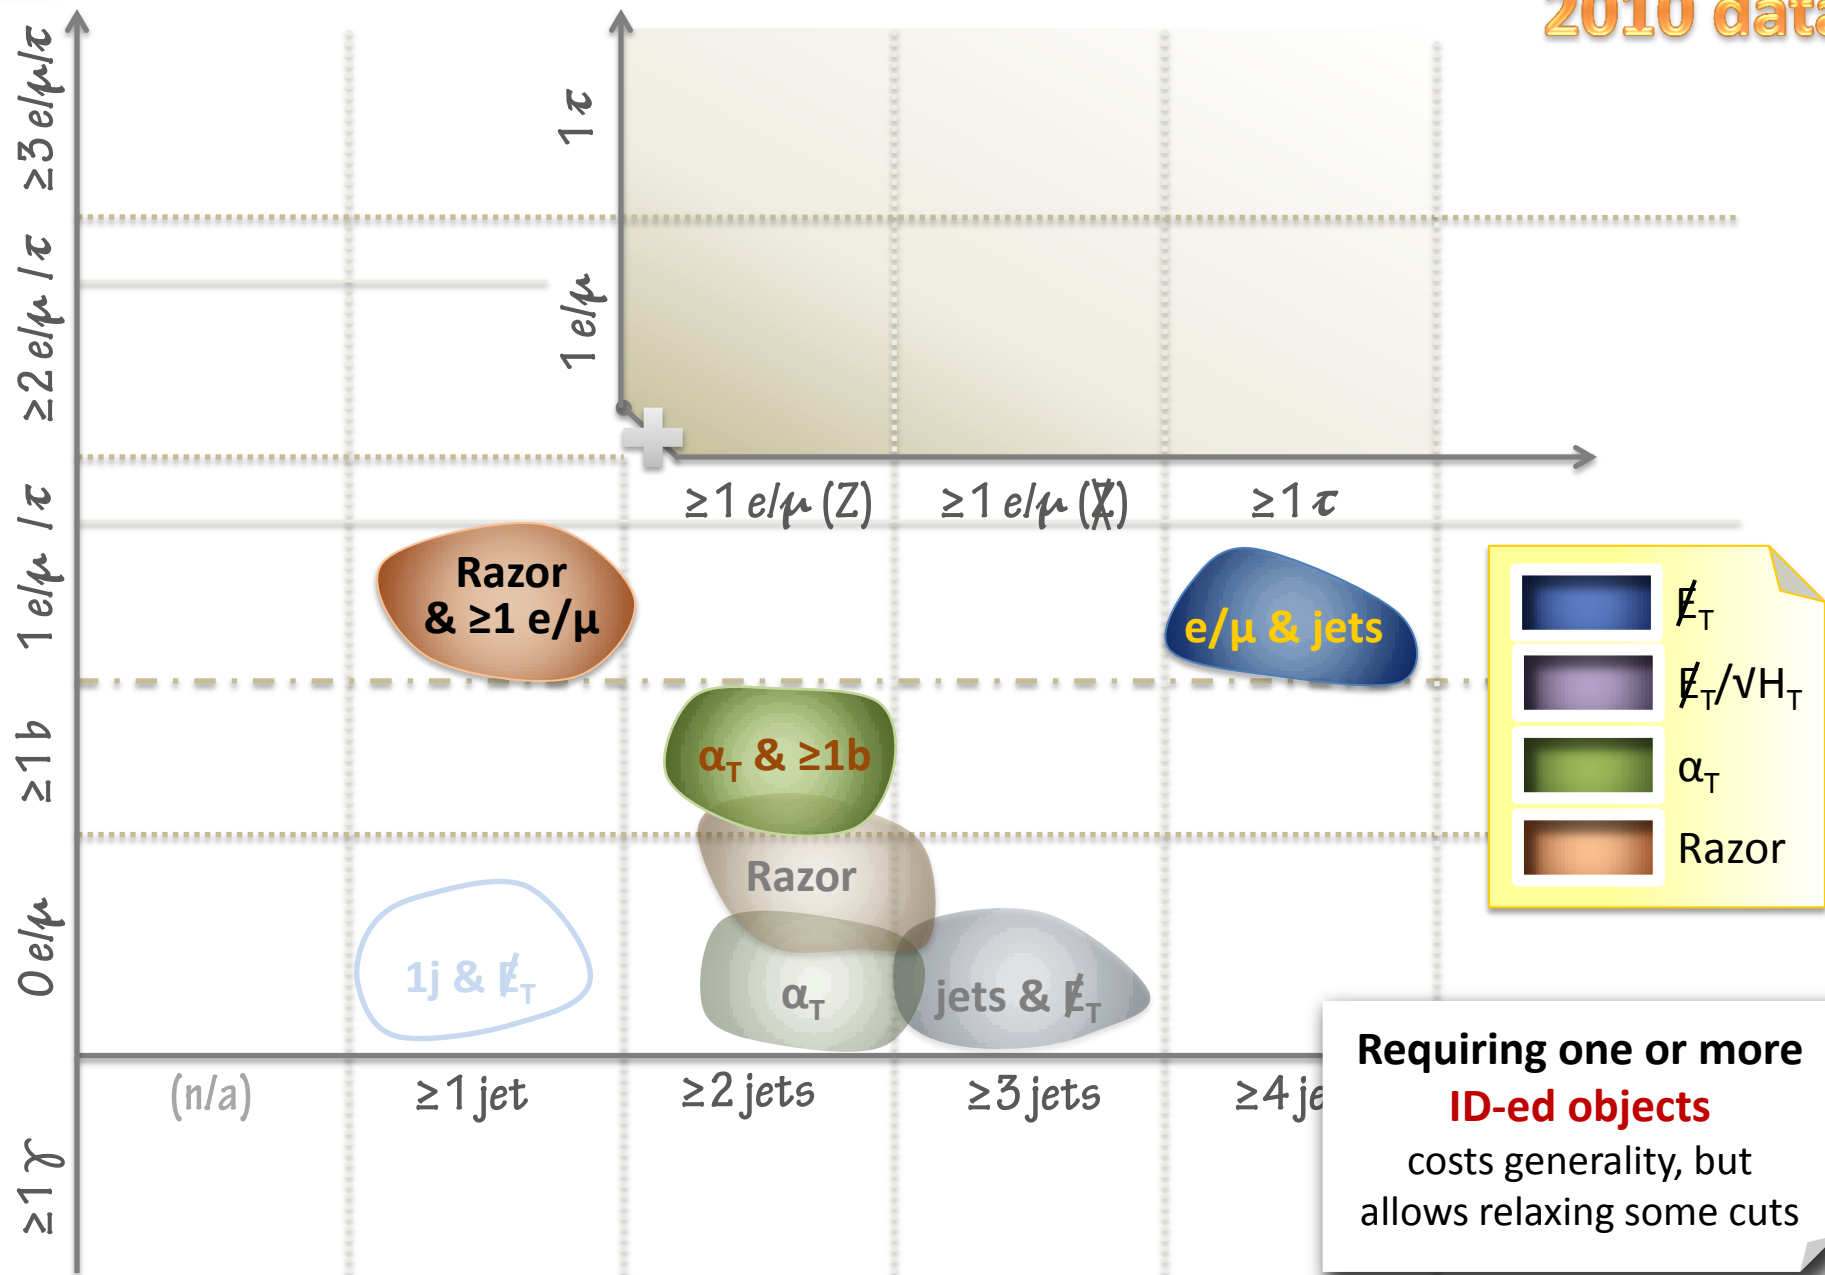 2010 data
≥3 e/μ/τ
1 τ
≥2 e/μ /τ
1 e/μ
≥1 e/μ (Z)
≥1 e/μ (Z̸)
≥1 τ
1 e/μ /τ
Razor
& ≥1 e/μ
e/μ & jets
E̸T
E̸T/√HT
αT
Razor
≥1 b
αT & ≥1b
Razor
0 e/μ
1j & E̸T
αT
jets & E̸T
(n/a)
≥1 jet
≥2 jets
≥3 jets
≥4 je
≥1 γ
Requiring one or more
ID-ed objects
costs generality, but
allows relaxing some cuts